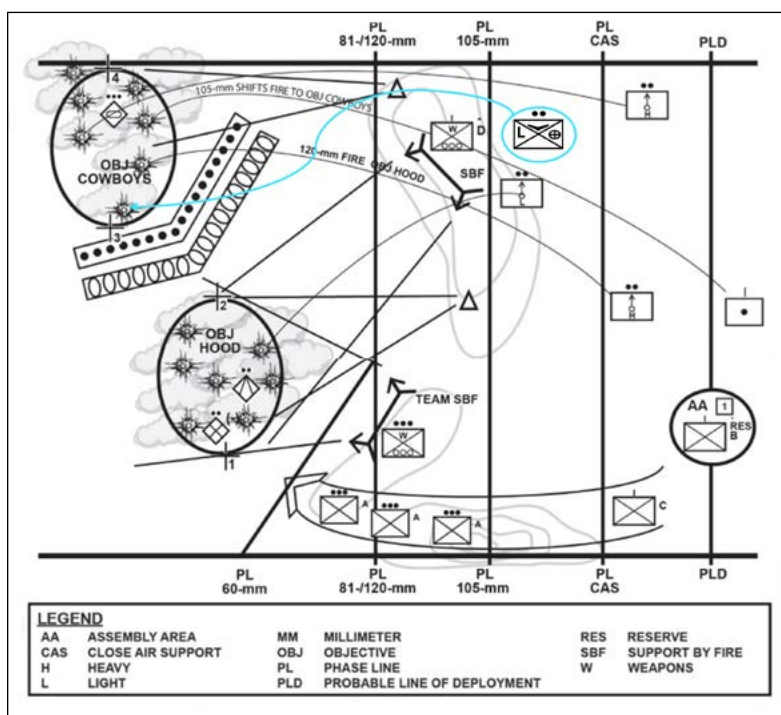 PL
81-/120-mm
PL
105-mm
PL
CAS
PLD
4
105-mm SHIFTS FIRE TO OBJ COWBOYS
OBJ
COWBOYS
H
W
D
L
120-mm FIRE OBJ HOOD
SBF
L
3
2
H
OBJ
HOOD
TEAM SBF
AA 1
RES
B
(-)
W
1
A
A
A
C
PL
60-mm
PL
81-/120-mm
PL
105-mm
PL
CAS
PLD
LEGEND
AA ASSEMBLY AREA MM MILLIMETER RES RESERVE
CAS CLOSE AIR SUPPORT OBJ OBJECTIVE SBF SUPPORT BY FIRE
H HEAVY PL PHASE LINE W WEAPONS
L LIGHT PLD PROBABLE LINE OF DEPLOYMENT